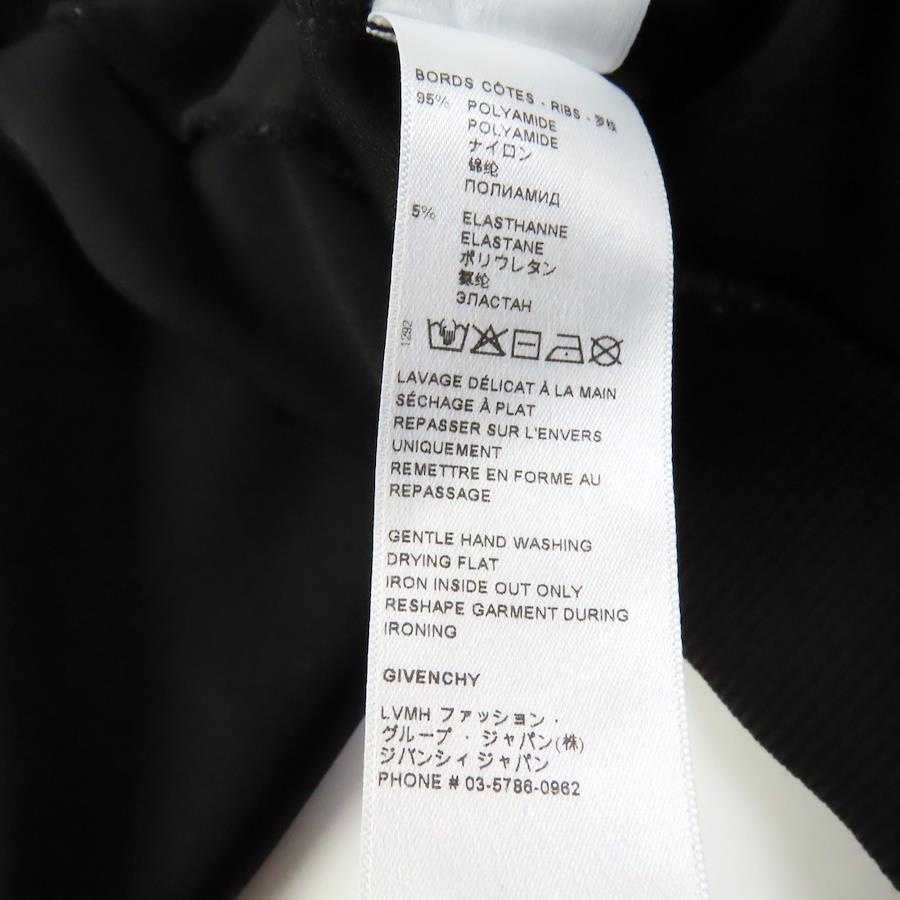 BORDS CÔTES - RIBS - 罗纹
95% POLYAMIDE
POLYAMIDE
ナイロン
锦纶
ПОЛИАМИД
5% ELASTHANNE
ELASTANE
ポリウレタン
氨纶
ЭЛАСТАН
1292
LAVAGE DÉLICAT À LA MAIN
SÉCHAGE À PLAT
REPASSER SUR L'ENVERS
UNIQUEMENT
REMETTRE EN FORME AU
REPASSAGE
GENTLE HAND WASHING
DRYING FLAT
IRON INSIDE OUT ONLY
RESHAPE GARMENT DURING
IRONING
GIVENCHY
LVMH ファッション・
グループ・ジャパン(株)
ジバンシィ ジャパン
PHONE # 03-5786-0962